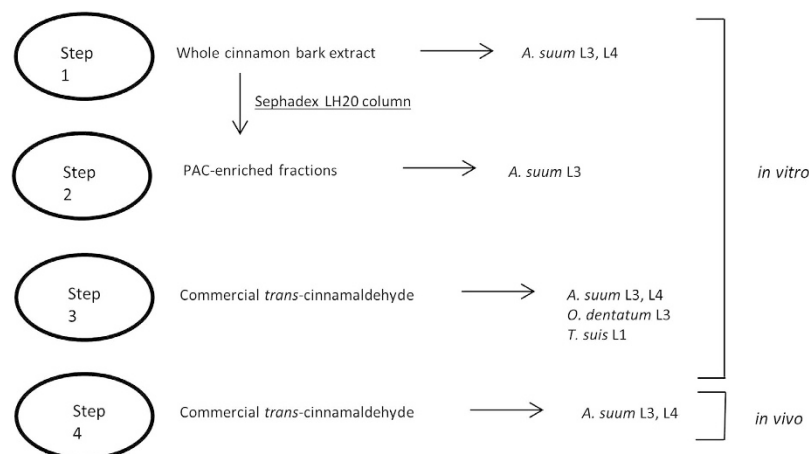 Step
1
Whole cinnamon bark extract
A. suum L3, L4
Sephadex LH20 column
Step
2
PAC-enriched fractions
A. suum L3
in vitro
Step
3
Commercial trans-cinnamaldehyde
A. suum L3, L4
O. dentatum L3
T. suis L1
Step
4
Commercial trans-cinnamaldehyde
A. suum L3, L4
in vivo